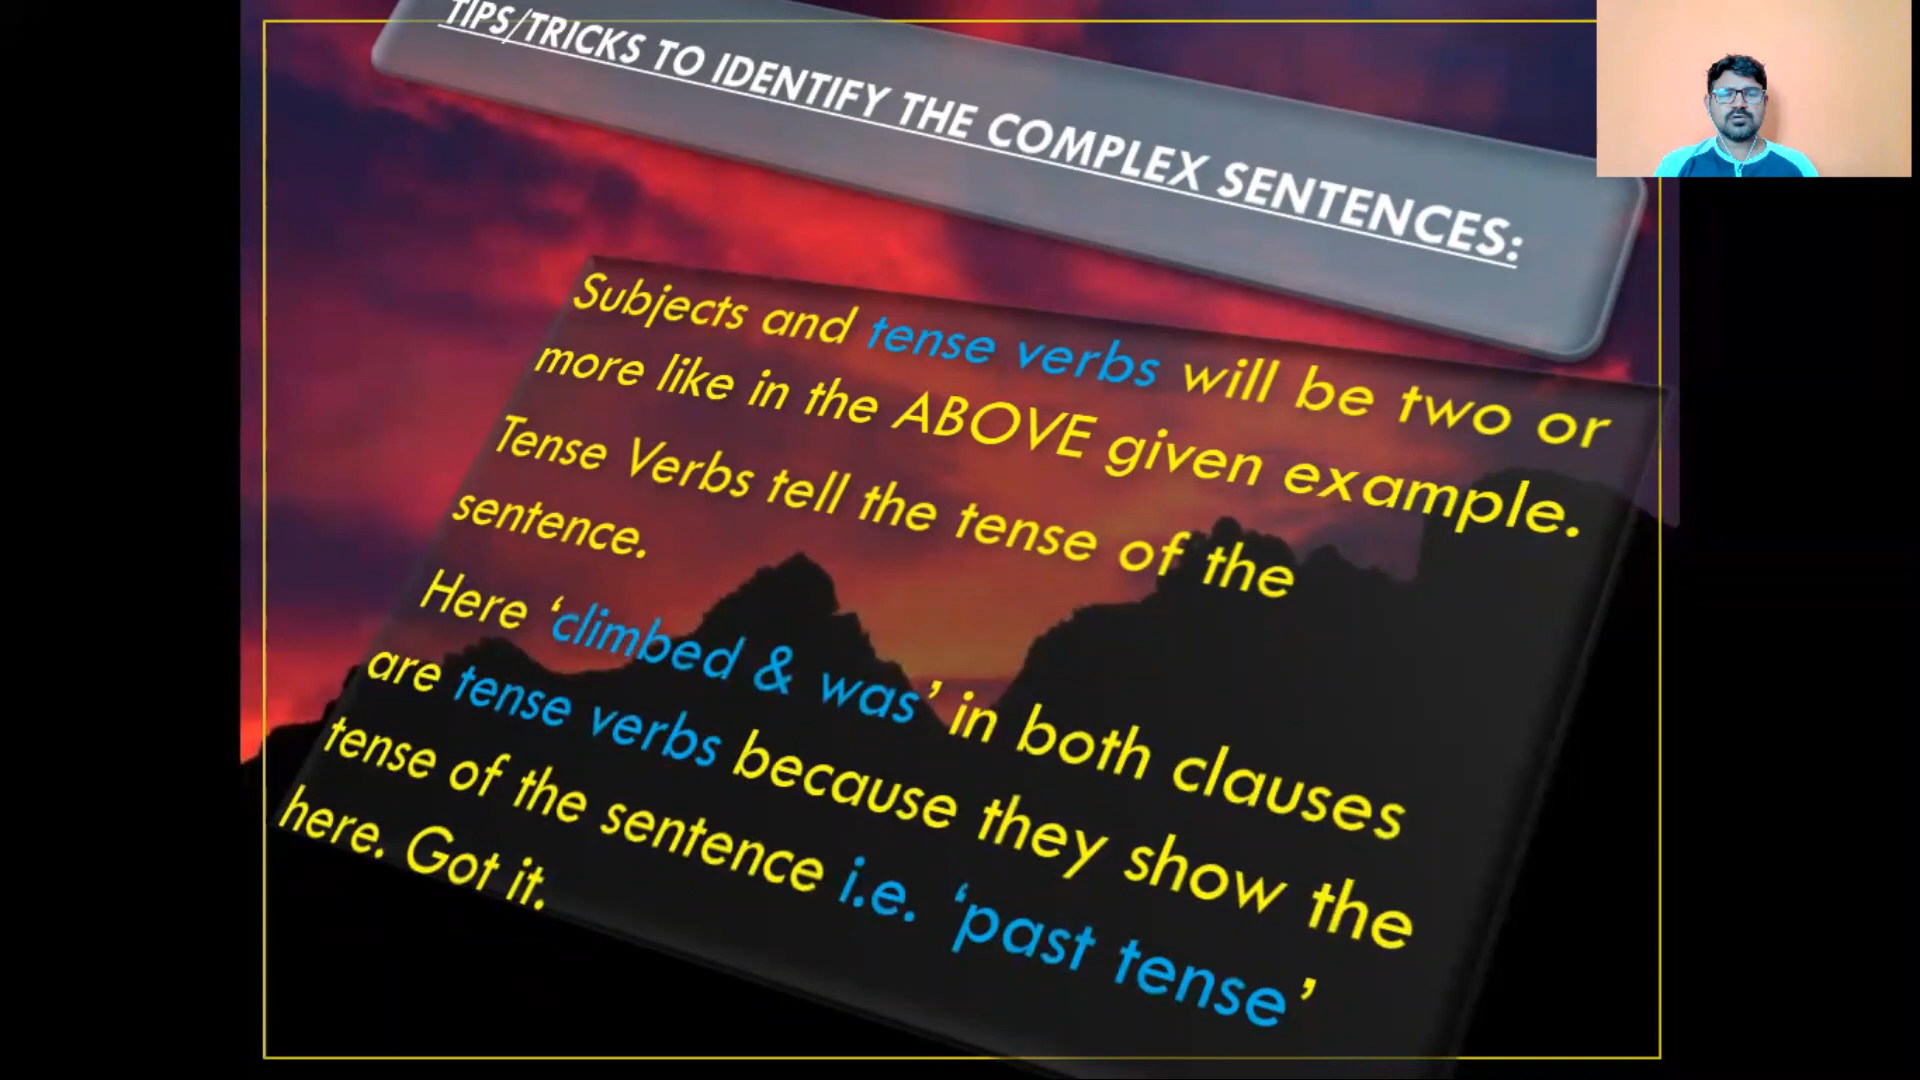 TIPS/TRICKS TO IDENTIFY THE COMPLEX SENTENCES:
Subjects and tense verbs will be two or
more like in the ABOVE given example.
Tense Verbs tell the tense of the
sentence.
Here ‘climbed & was’ in both clauses
are tense verbs because they show the
tense of the sentence i.e. ‘past tense’
here. Got it.